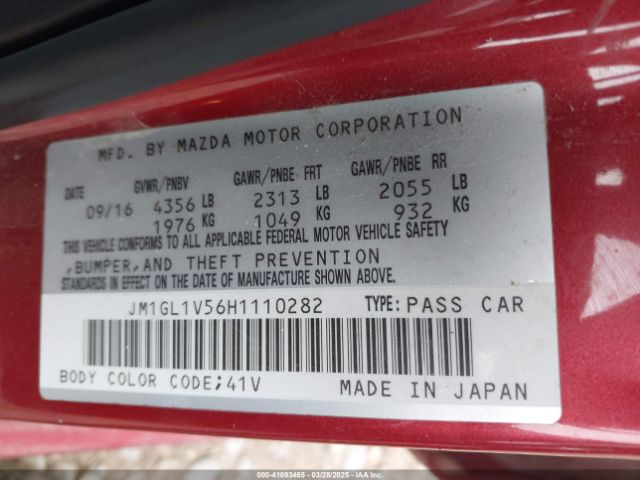 MFD. BY MAZDA MOTOR CORPORATION
DATE GVWR/PNBV GAWR/PNBE FRT GAWR/PNBE RR
09/16 4356 LB 2313 LB 2055 LB
1976 KG 1049 KG 932 KG
THIS VEHICLE CONFORMS TO ALL APPLICABLE FEDERAL MOTOR VEHICLE SAFETY
,BUMPER,AND THEFT PREVENTION
STANDARDS IN EFFECT ON THE DATE OF MANUFACTURE SHOWN ABOVE.
JM1GL1V56H1110282 TYPE: PASS CAR
BODY COLOR CODE;41V MADE IN JAPAN
000-41893465 03/28/2025 IAA Inc.